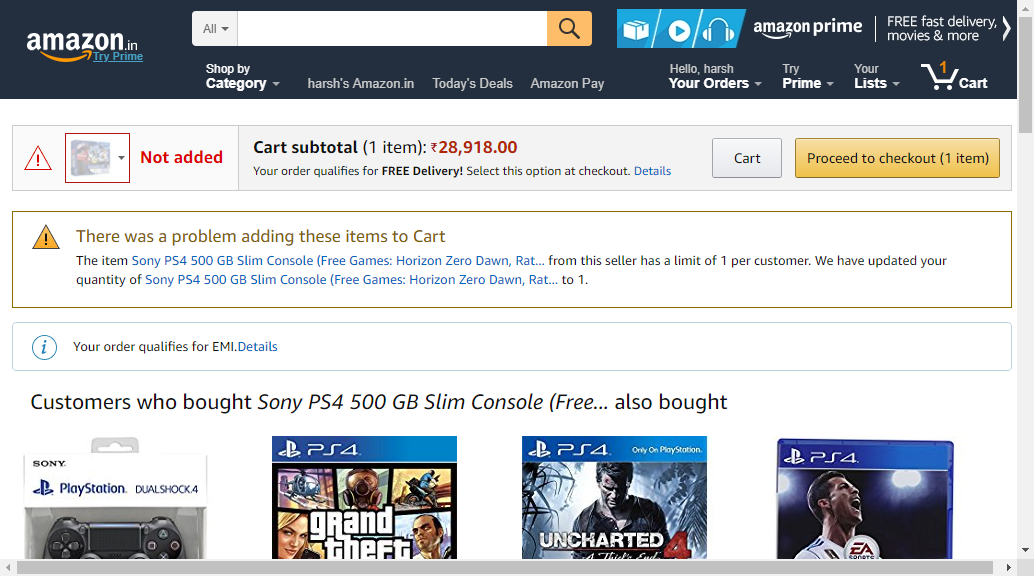 amazon.in
Try Prime
All
amazon prime
FREE fast delivery,
movies & more
Shop by
Category
harsh's Amazon.in
Today's Deals
Amazon Pay
Hello, harsh
Your Orders
Try
Prime
Your
Lists
1
Cart
Not added
Cart subtotal (1 item): ₹28,918.00
Your order qualifies for FREE Delivery! Select this option at checkout. Details
Cart
Proceed to checkout (1 item)
There was a problem adding these items to Cart
The item Sony PS4 500 GB Slim Console (Free Games: Horizon Zero Dawn, Rat... from this seller has a limit of 1 per customer. We have updated your
quantity of Sony PS4 500 GB Slim Console (Free Games: Horizon Zero Dawn, Rat... to 1.
Your order qualifies for EMI.Details
Customers who bought Sony PS4 500 GB Slim Console (Free... also bought
SONY
PlayStation DUALSHOCK.4
PS4
grand
theft
PS4
Only On PlayStation.
UNCHARTED 4
A Thief's End
PS4
EA
SPORTS